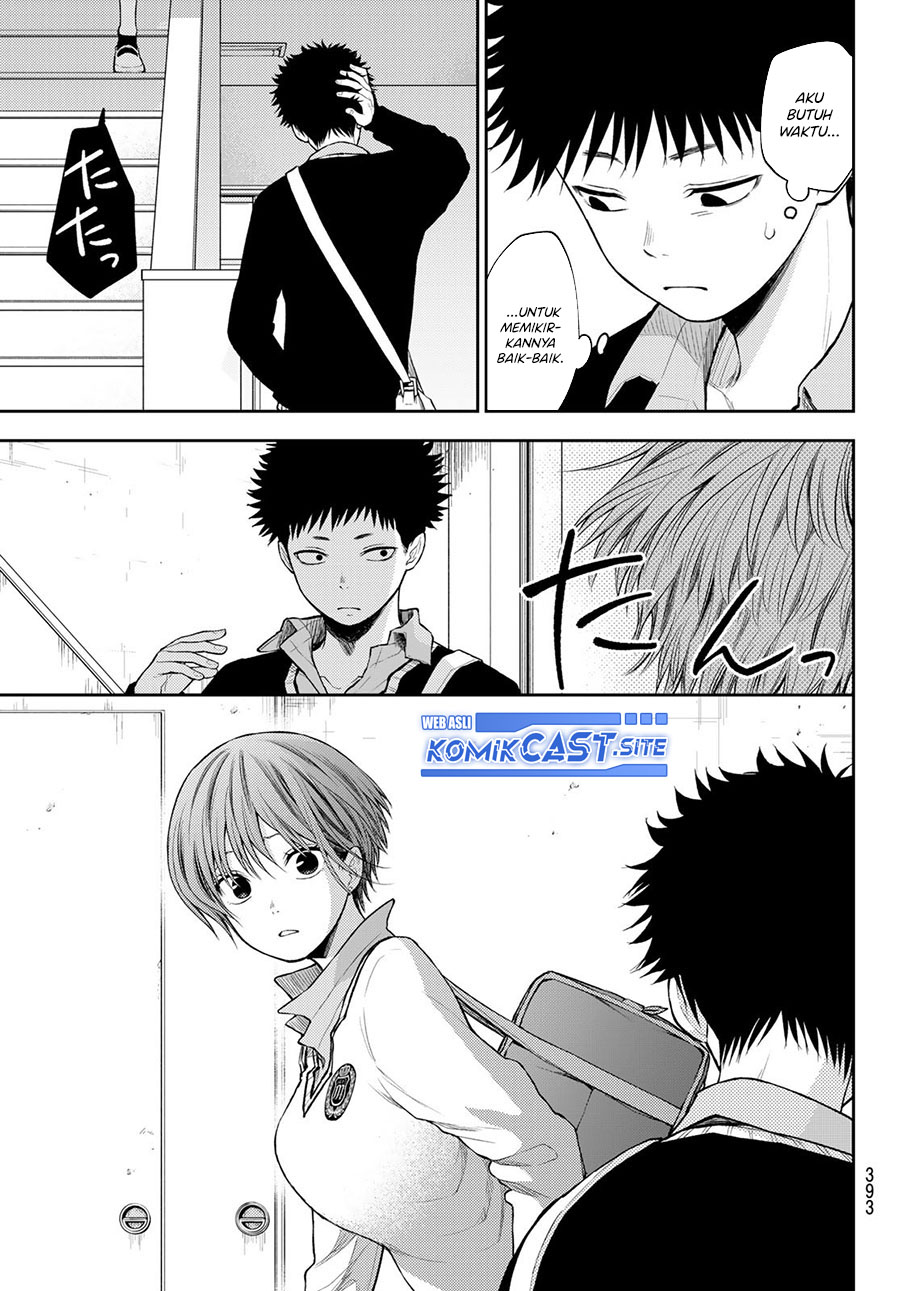 AKU
BUTUH
WAKTU...
...UNTUK
MEMIKIR-
KANNYA
BAIK-BAIK.
たたっ
たんっ
WEB ASLI
KOMIKCAST.SITE
393